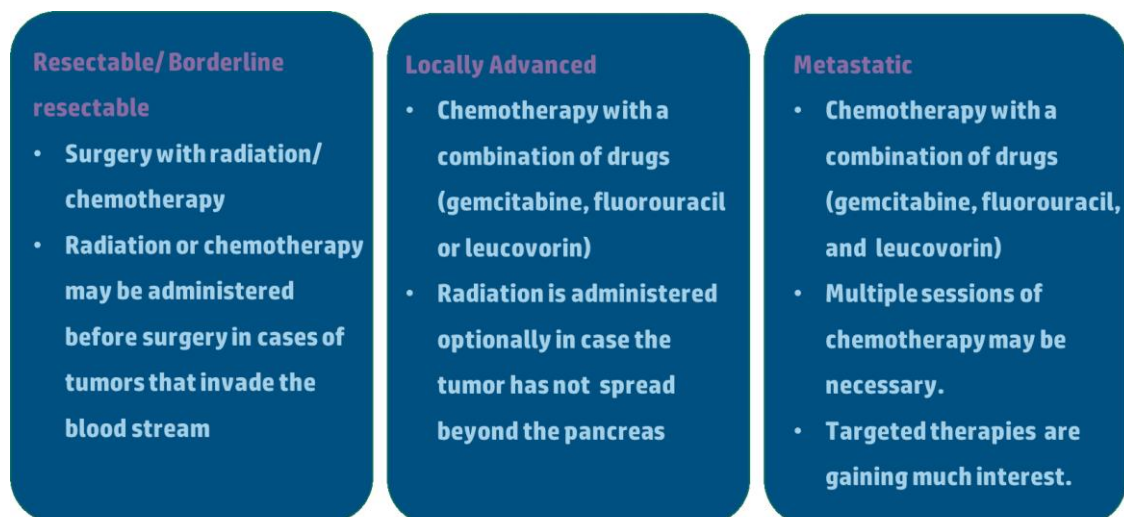 Resectable/ Borderline
resectable
• Surgery with radiation/
chemotherapy
• Radiation or chemotherapy
may be administered
before surgery in cases of
tumors that invade the
blood stream
Locally Advanced
• Chemotherapy with a
combination of drugs
(gemcitabine, fluorouracil
or leucovorin)
• Radiation is administered
optionally in case the
tumor has not spread
beyond the pancreas
Metastatic
• Chemotherapy with a
combination of drugs
(gemcitabine, fluorouracil,
and leucovorin)
• Multiple sessions of
chemotherapy may be
necessary.
• Targeted therapies are
gaining much interest.